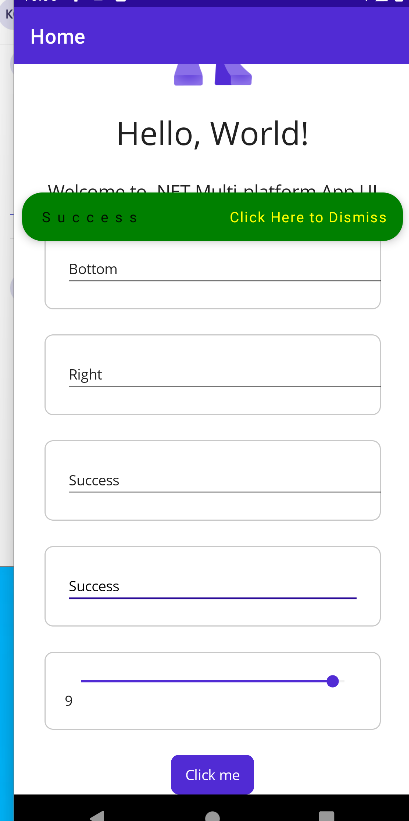 K
Home
Hello, World!
Welcome to .NET Multi-platform App UI
Success Click Here to Dismiss
Bottom
Right
Success
Success
9
Click me